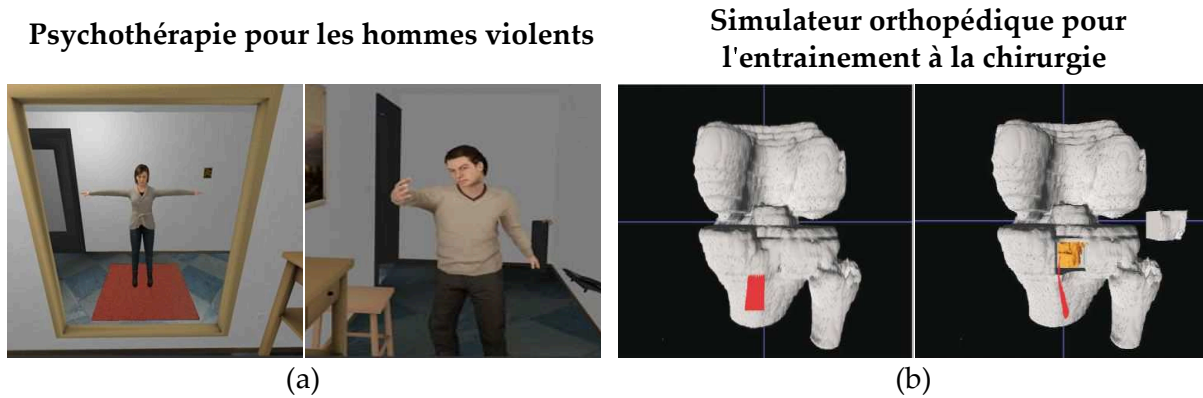 Psychothérapie pour les hommes violents
Simulateur orthopédique pour
l'entrainement à la chirurgie
(a)
(b)